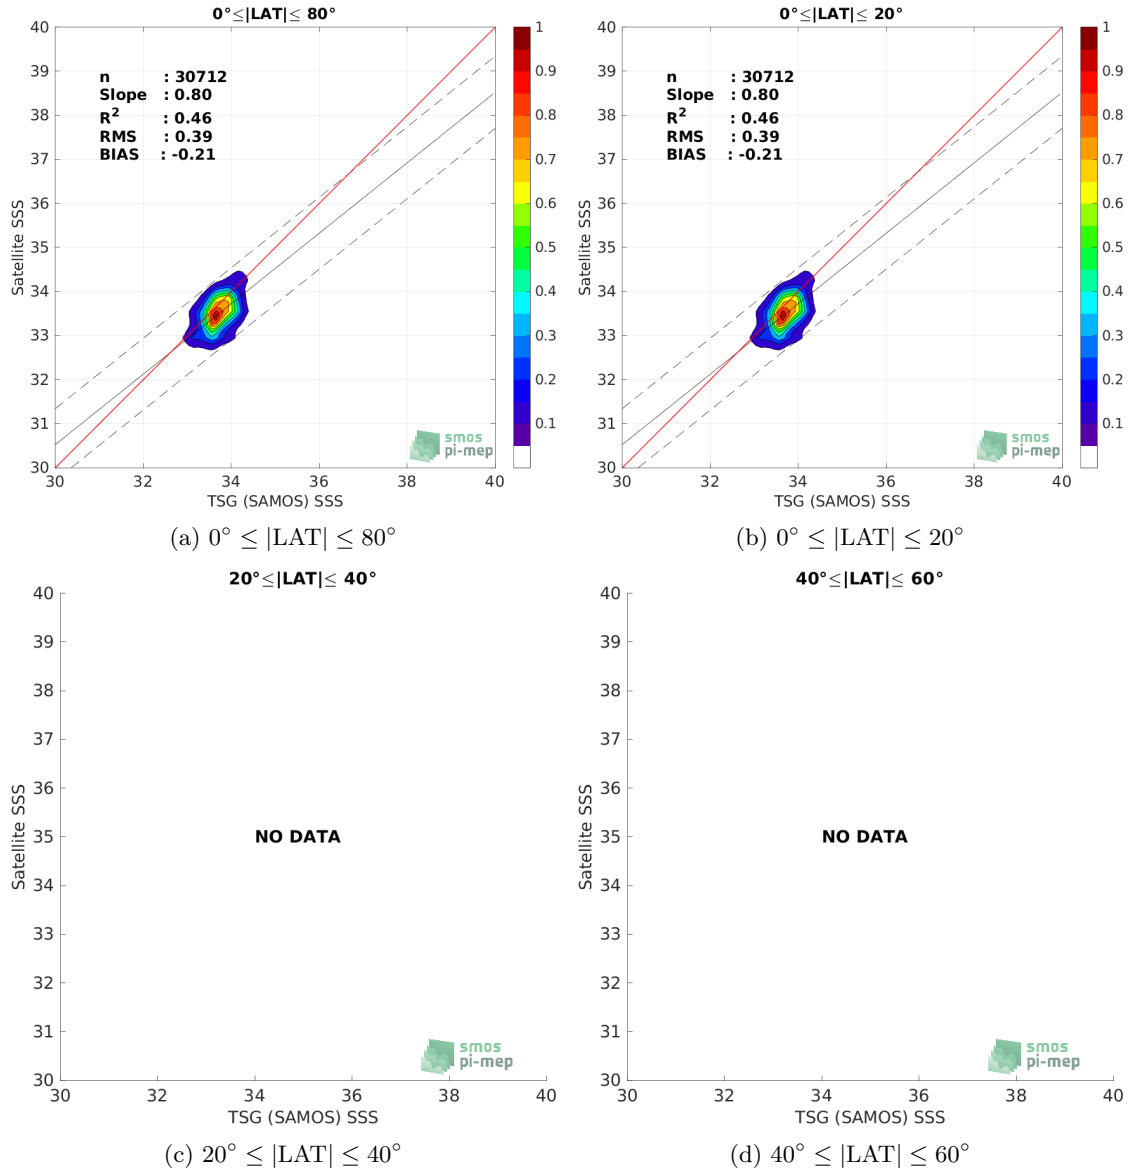 0°≤|LAT|≤ 80°
40
39
38
37
36
35
34
33
32
31
30
Satellite SSS
n : 30712
Slope : 0.80
R² : 0.46
RMS : 0.39
BIAS : -0.21
smos
pi-mep
30 32 34 36 38 40
TSG (SAMOS) SSS
1
0.9
0.8
0.7
0.6
0.5
0.4
0.3
0.2
0.1
(a) 0° ≤ |LAT| ≤ 80°
0°≤|LAT|≤ 20°
40
39
38
37
36
35
34
33
32
31
30
Satellite SSS
n : 30712
Slope : 0.80
R² : 0.46
RMS : 0.39
BIAS : -0.21
smos
pi-mep
30 32 34 36 38 40
TSG (SAMOS) SSS
1
0.9
0.8
0.7
0.6
0.5
0.4
0.3
0.2
0.1
(b) 0° ≤ |LAT| ≤ 20°
20°≤|LAT|≤ 40°
40
39
38
37
36
35
34
33
32
31
30
Satellite SSS
NO DATA
smos
pi-mep
30 32 34 36 38 40
TSG (SAMOS) SSS
(c) 20° ≤ |LAT| ≤ 40°
40°≤|LAT|≤ 60°
40
39
38
37
36
35
34
33
32
31
30
Satellite SSS
NO DATA
smos
pi-mep
30 32 34 36 38 40
TSG (SAMOS) SSS
(d) 40° ≤ |LAT| ≤ 60°